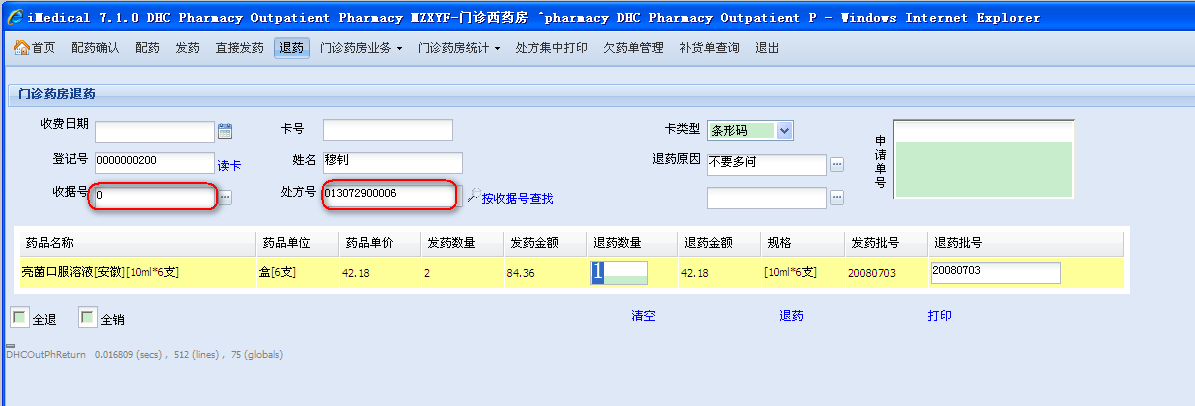 iMedical 7.1.0 DHC Pharmacy Outpatient Pharmacy MZXYF-门诊西药房 ^pharmacy DHC Pharmacy Outpatient P - Windows Internet Explorer
首页 配药确认 配药 发药 直接发药 退药 门诊药房业务 门诊药房统计 处方集中打印 欠药单管理 补货单查询 退出
门诊药房退药
收费日期 卡号 卡类型 条形码 申请单号
登记号 0000000200 读卡 姓名 穆钊 退药原因 不要多问
收据号 0 处方号 013072900006 按收据号查找
药品名称 药品单位 药品单价 发药数量 发药金额 退药数量 退药金额 规格 发药批号 退药批号
亮菌口服溶液[安徽][10ml*6支] 盒[6支] 42.18 2 84.36 1 42.18 [10ml*6支] 20080703 20080703
全退 全销 清空 退药 打印
DHCOutPhReturn 0.016809 (secs) , 512 (lines) , 75 (globals)